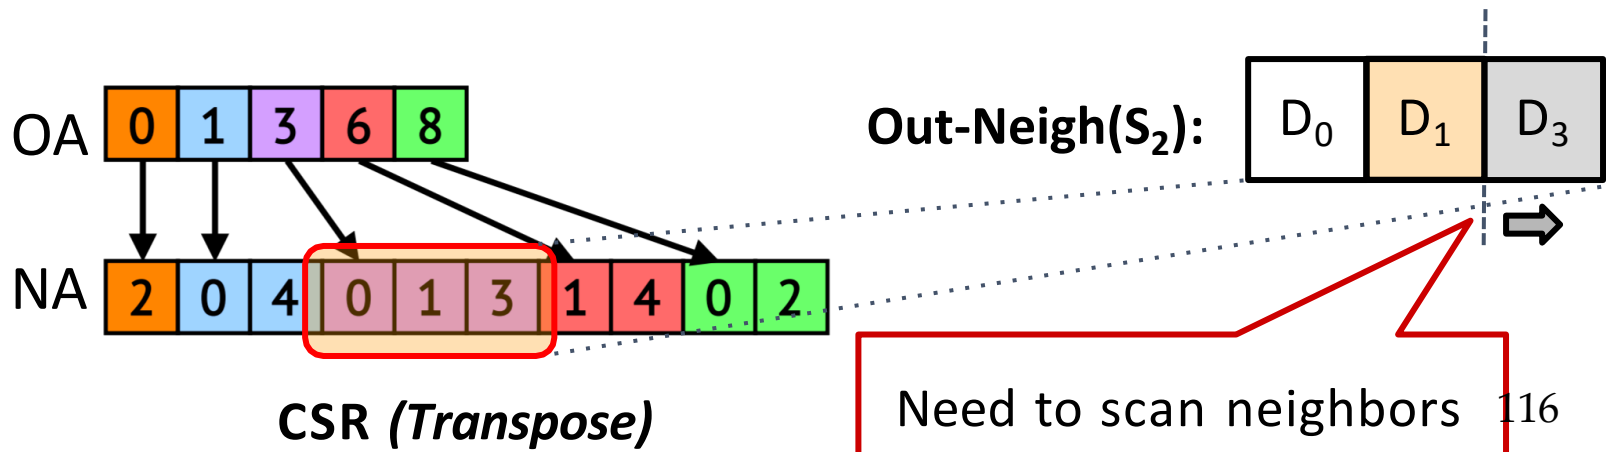 OA 0 1 3 6 8
Out-Neigh(S₂): D₀ D₁ D₃
NA 2 0 4 0 1 3 1 4 0 2
CSR (Transpose)
Need to scan neighbors
116